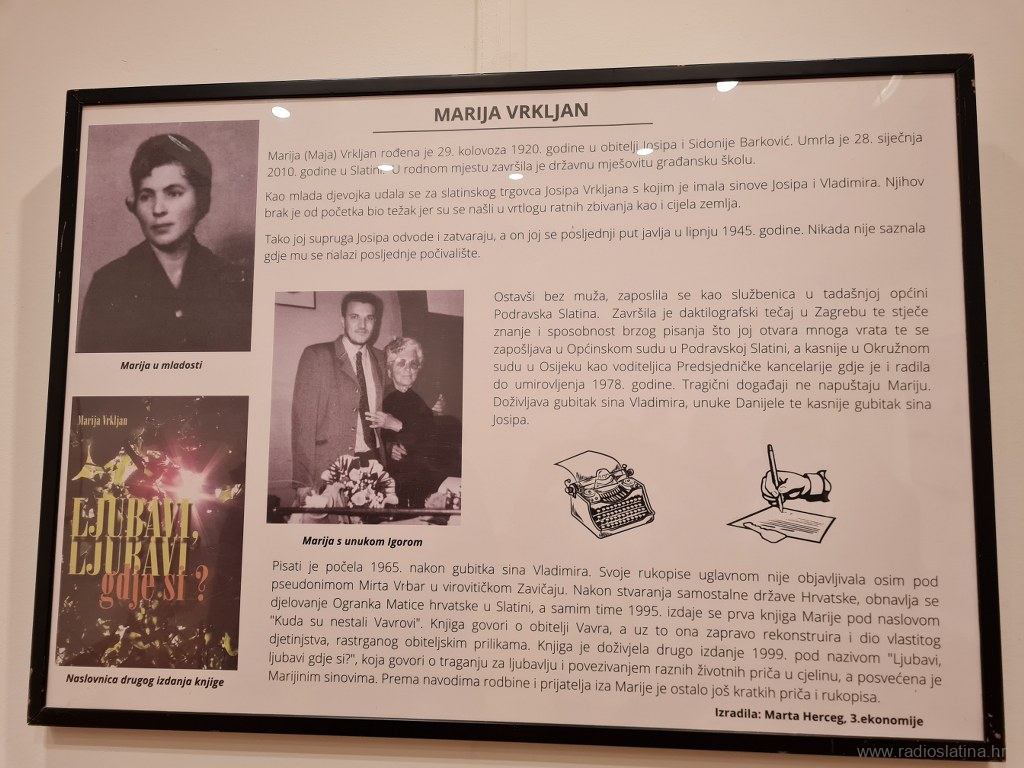 MARIJA VRKLJAN
Marija (Maja) Vrkljan rođena je 29. kolovoza 1920. godine u obitelji Josipa i Sidonije Barković. Umrla je 28. siječnja
2010. godine u Slatini. U rodnom mjestu završila je državnu mješovitu građansku školu.
Kao mlada djevojka udala se za slatinskog trgovca Josipa Vrkljana s kojim je imala sinove Josipa i Vladimira. Njihov
brak je od početka bio težak jer su se našli u vrtlogu ratnih zbivanja kao i cijela zemlja.
Tako joj supruga Josipa odvode i zatvaraju, a on joj se posljednji put javlja u lipnju 1945. godine. Nikada nije saznala
gdje mu se nalazi posljednje počivalište.
Marija u mladosti
Ostavši bez muža, zaposlila se kao službenica u tadašnjoj općini
Podravska Slatina. Završila je daktilografski tečaj u Zagrebu te stječe
znanje i sposobnost brzog pisanja što joj otvara mnoga vrata te se
zapošljava u Općinskom sudu u Podravskoj Slatini, a kasnije u Okružnom
sudu u Osijeku kao voditeljica Predsjedničke kancelarije gdje je i radila
do umirovljenja 1978. godine. Tragični događaji ne napuštaju Mariju.
Doživljava gubitak sina Vladimira, unuke Danijele te kasnije gubitak sina
Josipa.
Marija s unukom Igorom
Marija Vrkljan
LJUBAVI,
LJUBAVI
gdje si ?
Naslovnica drugog izdanja knjige
Pisati je počela 1965. nakon gubitka sina Vladimira. Svoje rukopise uglavnom nije objavljivala osim pod
pseudonimom Mirta Vrbar u virovitičkom Zavičaju. Nakon stvaranja samostalne države Hrvatske, obnavlja se
djelovanje Ogranka Matice hrvatske u Slatini, a samim time 1995. izdaje se prva knjiga Marije pod naslovom
"Kuda su nestali Vavrovi". Knjiga govori o obitelji Vavra, a uz to ona zapravo rekonstruira i dio vlastitog
djetinjstva, rastrganog obiteljskim prilikama. Knjiga je doživjela drugo izdanje 1999. pod nazivom "Ljubavi,
ljubavi gdje si?", koja govori o traganju za ljubavlju i povezivanjem raznih životnih priča u cjelinu, a posvećena je
Marijinim sinovima. Prema navodima rodbine i prijatelja iza Marije je ostalo još kratkih priča i rukopisa.
Izradila: Marta Herceg, 3.ekonomije
www.radioslatina.hr